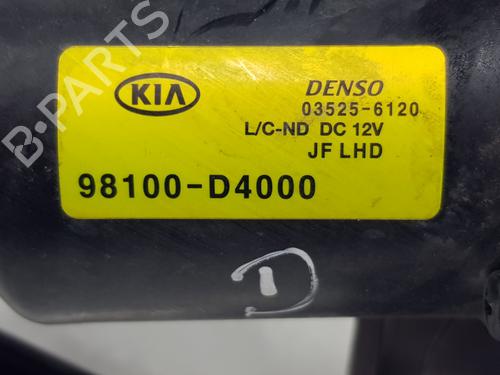 B-PARTS
KIA
DENSO
03525-6120
L/C-ND DC 12V
JF LHD
98100-D4000
D